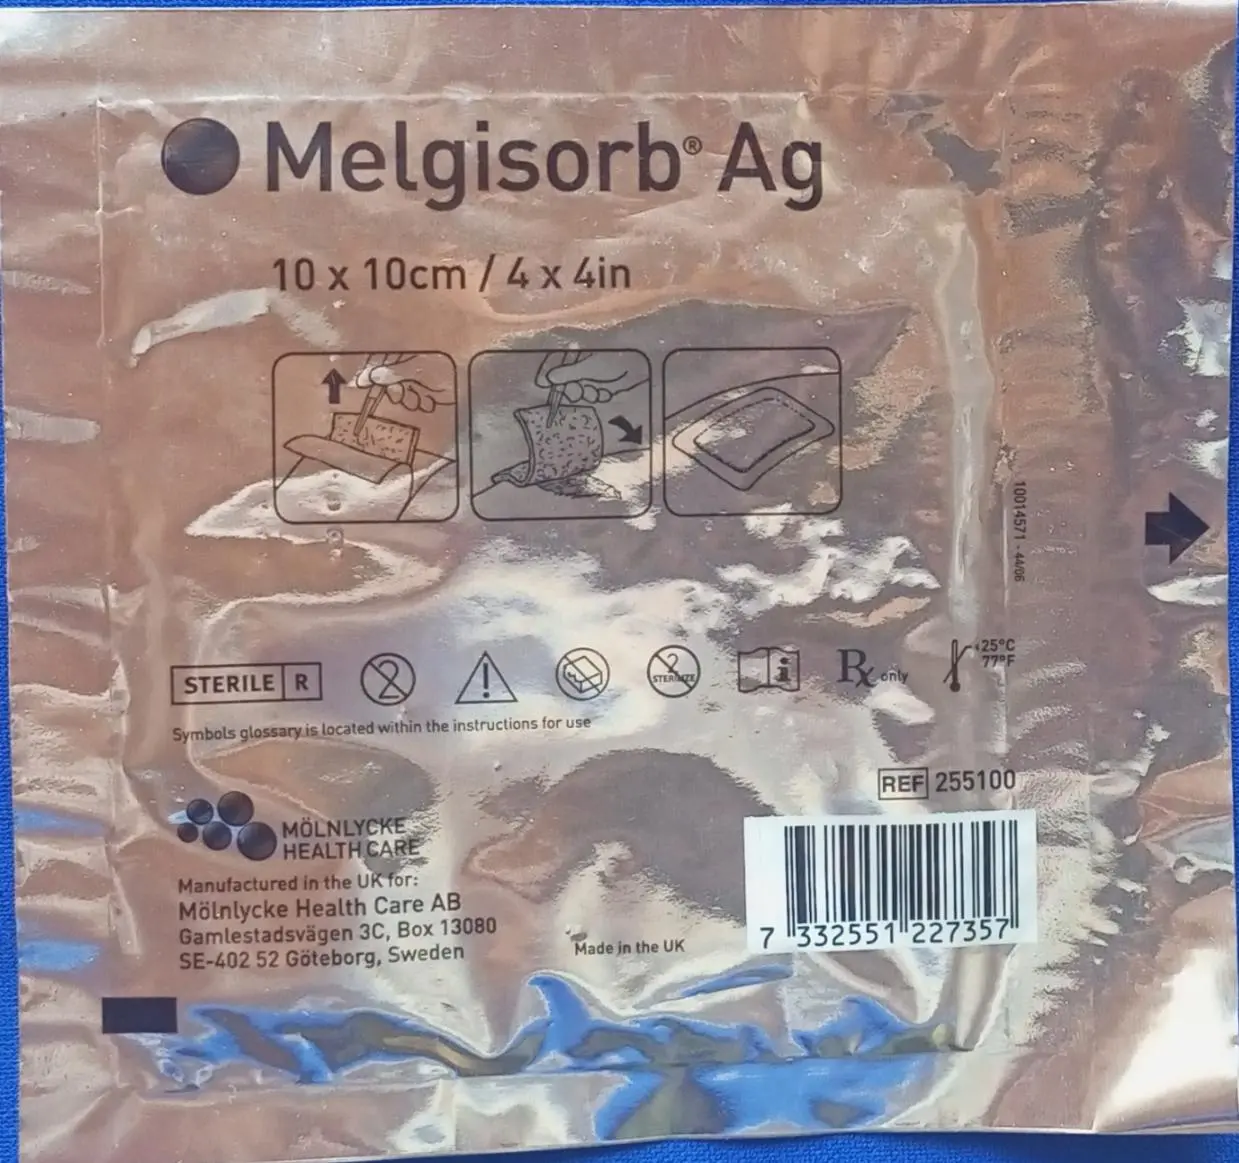 Melgisorb® Ag
10 x 10cm / 4 x 4in
10014571 - 44/06
STERILE R
2
2
STERILIZE
i
Rx only
25°C
77°F
Symbols glossary is located within the instructions for use
REF 255100
MÖLNLYCKE
HEALTH CARE
Manufactured in the UK for:
Mölnlycke Health Care AB
Gamlestadsvägen 3C, Box 13080
SE-402 52 Göteborg, Sweden
Made in the UK
7 332551 227357